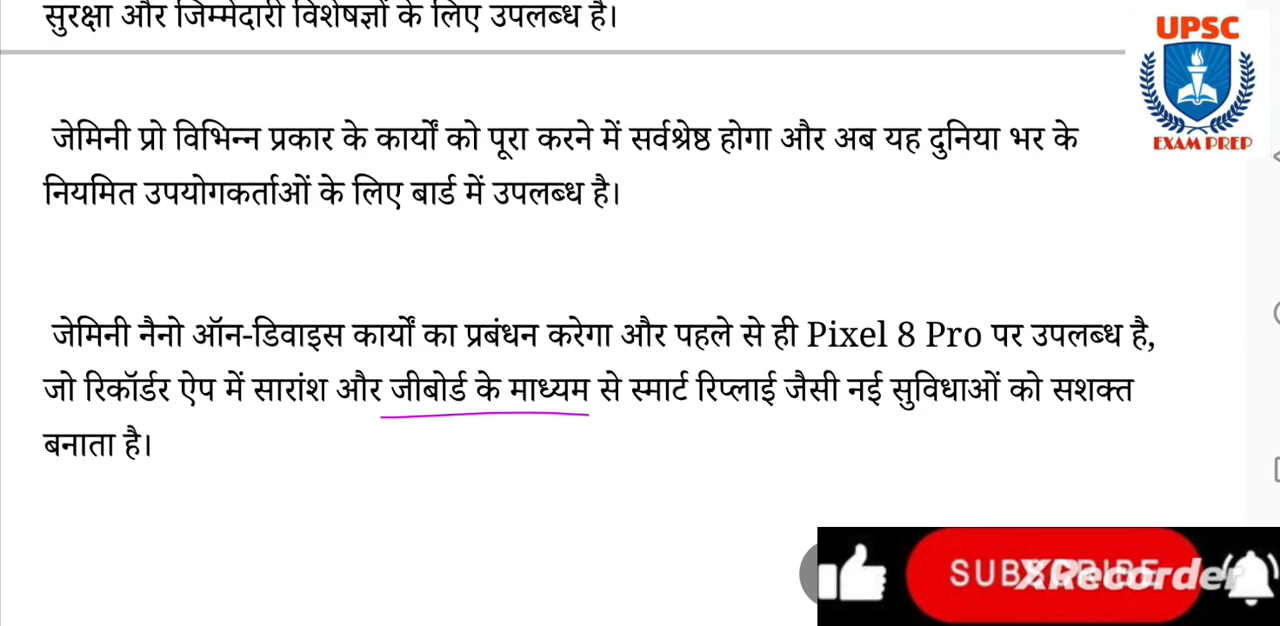 सुरक्षा और जिम्मेदारी विशेषज्ञों के लिए उपलब्ध है।
UPSC
EXAM PREP
जेमिनी प्रो विभिन्न प्रकार के कार्यों को पूरा करने में सर्वश्रेष्ठ होगा और अब यह दुनिया भर के
नियमित उपयोगकर्ताओं के लिए बार्ड में उपलब्ध है।
जेमिनी नैनो ऑन-डिवाइस कार्यों का प्रबंधन करेगा और पहले से ही Pixel 8 Pro पर उपलब्ध है,
जो रिकॉर्डर ऐप में सारांश और जीबोर्ड के माध्यम से स्मार्ट रिप्लाई जैसी नई सुविधाओं को सशक्त
बनाता है।
SUBSCRIBE
XRecorder